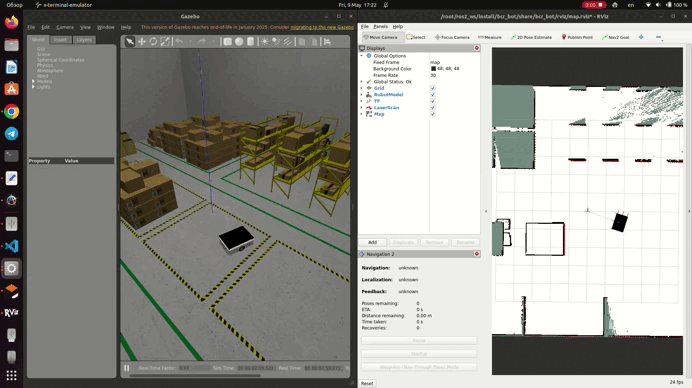 Обзор
x-terminal-emulator
Fri, 9 May 17:22
en
100 %
Gazebo
File Edit Camera View Window Help
This version of Gazebo reaches end-of-life in January 2025. Consider migrating to the new Gazebo
World Insert Layers
GUI
Scene
Spherical Coordinates
Physics
Atmosphere
Wind
Models
Lights
Property Value
Real Time Factor:
Sim Time:
Real Time:
/root/ros2_ws/install/bcr_bot/share/bcr_bot/rviz/map.rviz* - RViz
File Panels Help
Move Camera
Select
Focus Camera
Measure
2D Pose Estimate
Publish Point
Nav2 Goal
Displays
Global Options
Fixed Frame map
Background Color 48; 48; 48
Frame Rate 30
Global Status: Ok
Grid
RobotModel
TF
LaserScan
Map
Add Duplicate Remove Rename
Navigation 2
Navigation: unknown
Localization: unknown
Feedback: unknown
Poses remaining: 0
ETA: 0 s
Distance remaining: 0.00 m
Time taken: 0 s
Recoveries: 0
Pause
Startup
Waypoint / Nav Through Poses Mode
Reset
24 fps
RViz